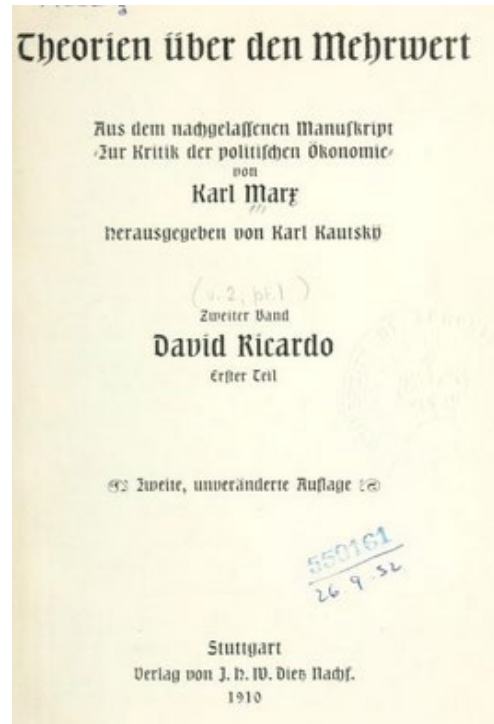 Theorien über den Mehrwert
Aus dem nachgelassenen Manuskript
„Zur Kritik der politischen Ökonomie“
von
Karl Marx
herausgegeben von Karl Kautsky
(v. 2, pt. 1)
Zweiter Band
David Ricardo
Erster Teil
Zweite, unveränderte Auflage
550161
26.9.52
Stuttgart
Verlag von J. H. W. Dietz Nachf.
1910